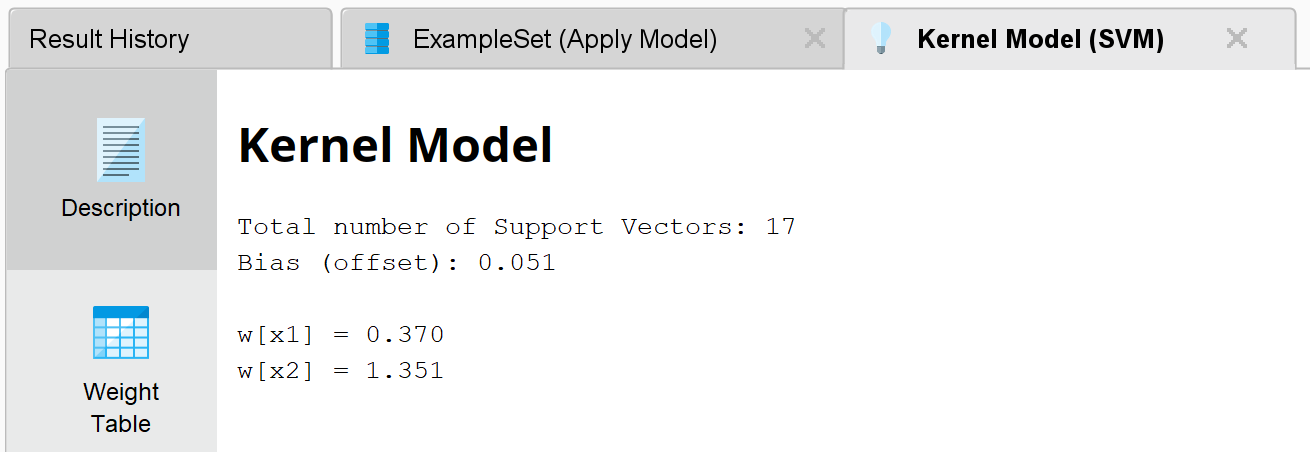 Result History
ExampleSet (Apply Model)
Kernel Model (SVM)
Description
Weight
Table
Kernel Model
Total number of Support Vectors: 17
Bias (offset): 0.051
w[x1] = 0.370
w[x2] = 1.351